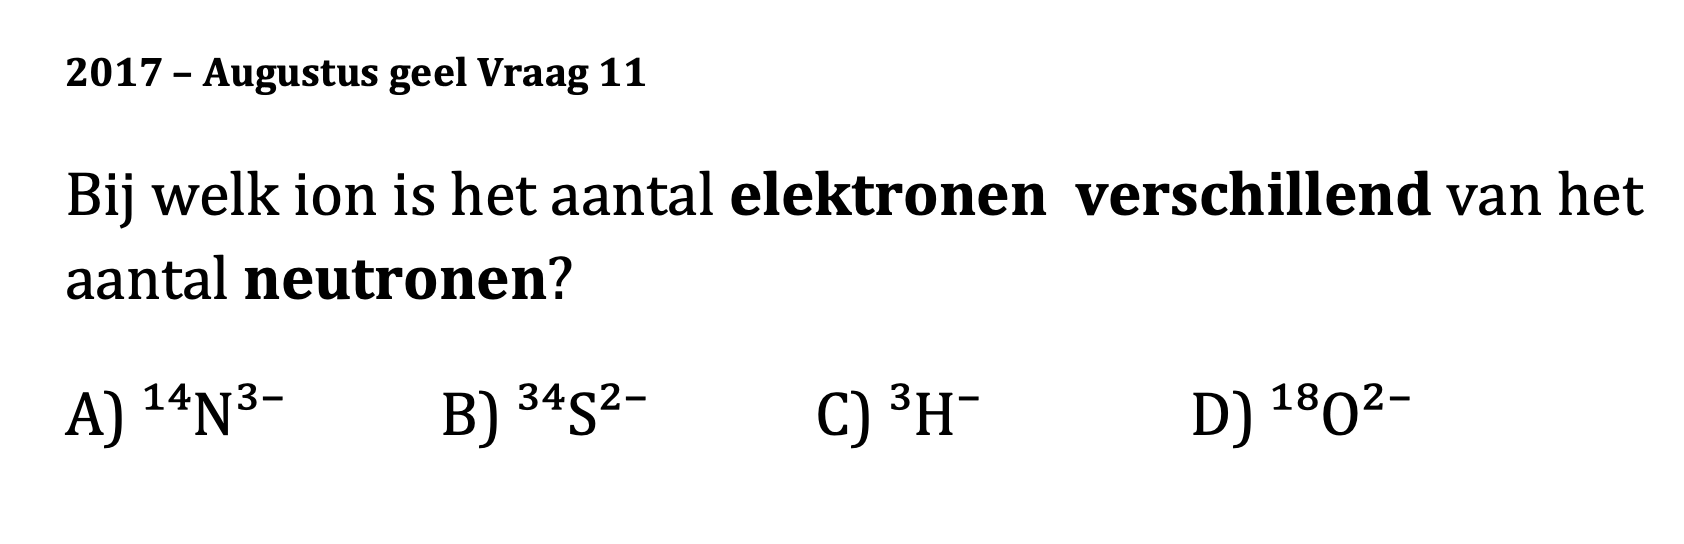 2017 – Augustus geel Vraag 11
Bij welk ion is het aantal elektronen verschillend van het
aantal neutronen?
A) ¹⁴N³⁻ B) ³⁴S²⁻ C) ³H⁻ D) ¹⁸O²⁻